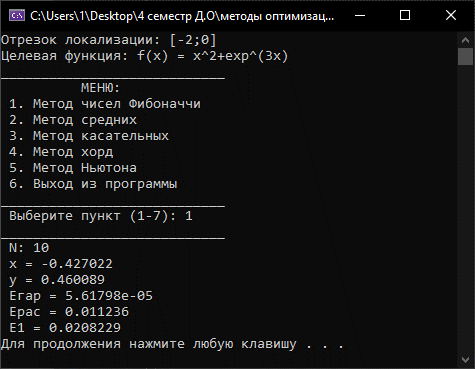 C:\Users\1\Desktop\4 семестр Д.О\методы оптимизац...
Отрезок локализации: [-2;0]
Целевая функция: f(x) = x^2+exp^(3x)
МЕНЮ:
1. Метод чисел Фибоначчи
2. Метод средних
3. Метод касательных
4. Метод хорд
5. Метод Ньютона
6. Выход из программы
Выберите пункт (1-7): 1
N: 10
x = -0.427022
y = 0.460089
Eгар = 5.61798e-05
Eрас = 0.011236
E1 = 0.0208229
Для продолжения нажмите любую клавишу . . .